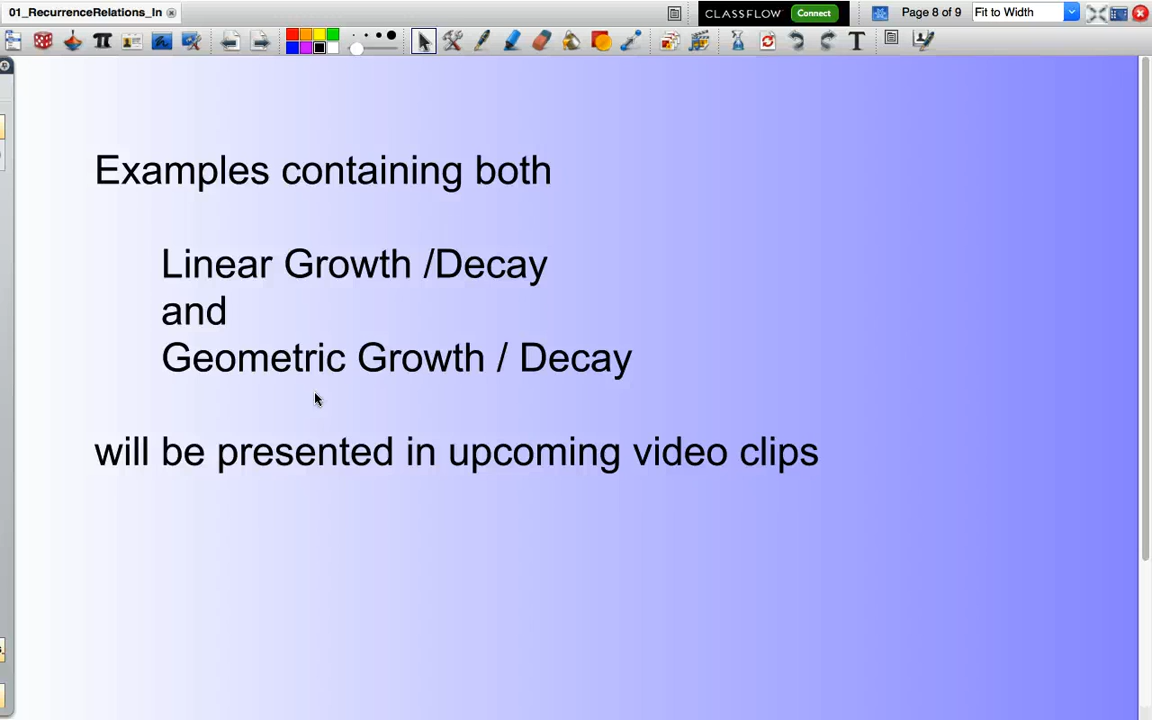 01_RecurrenceRelations_In
CLASSFLOW Connect
Page 8 of 9
Fit to Width
Examples containing both
Linear Growth /Decay
and
Geometric Growth / Decay
will be presented in upcoming video clips